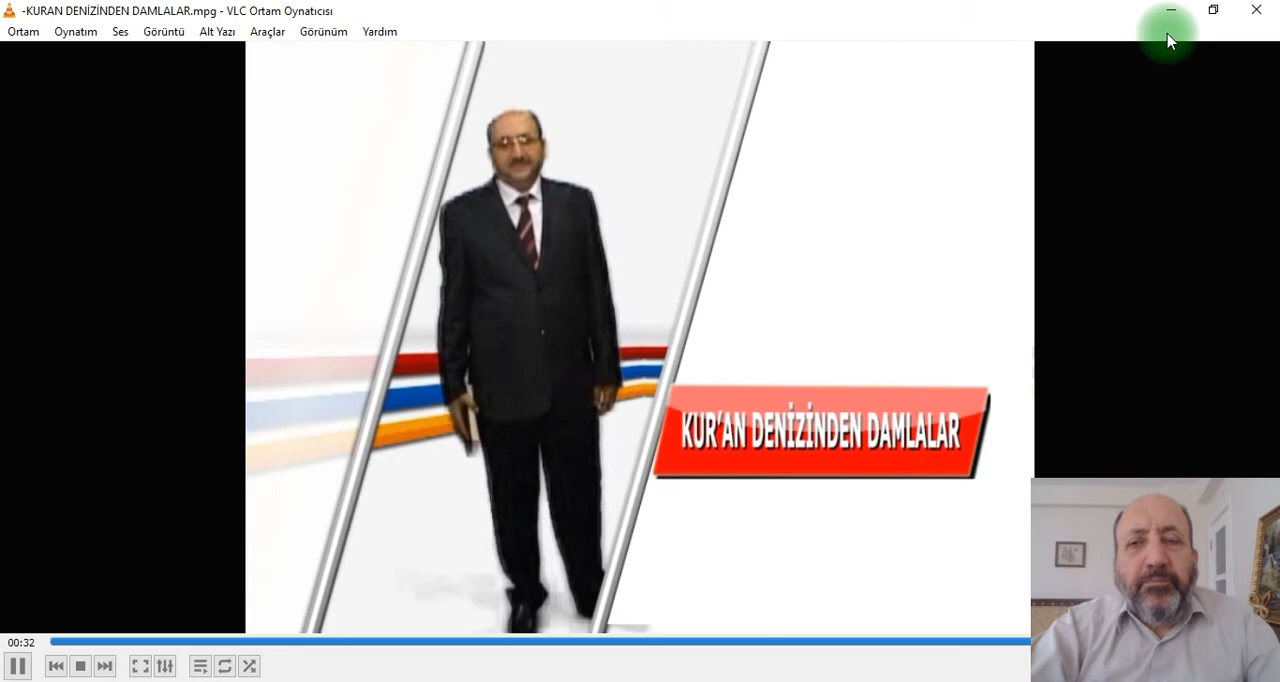 -KURAN DENİZİNDEN DAMLALAR.mpg - VLC Ortam Oynatıcısı
Ortam Oynatım Ses Görüntü Alt Yazı Araçlar Görünüm Yardım
KUR'AN DENİZİNDEN DAMLALAR
00:32